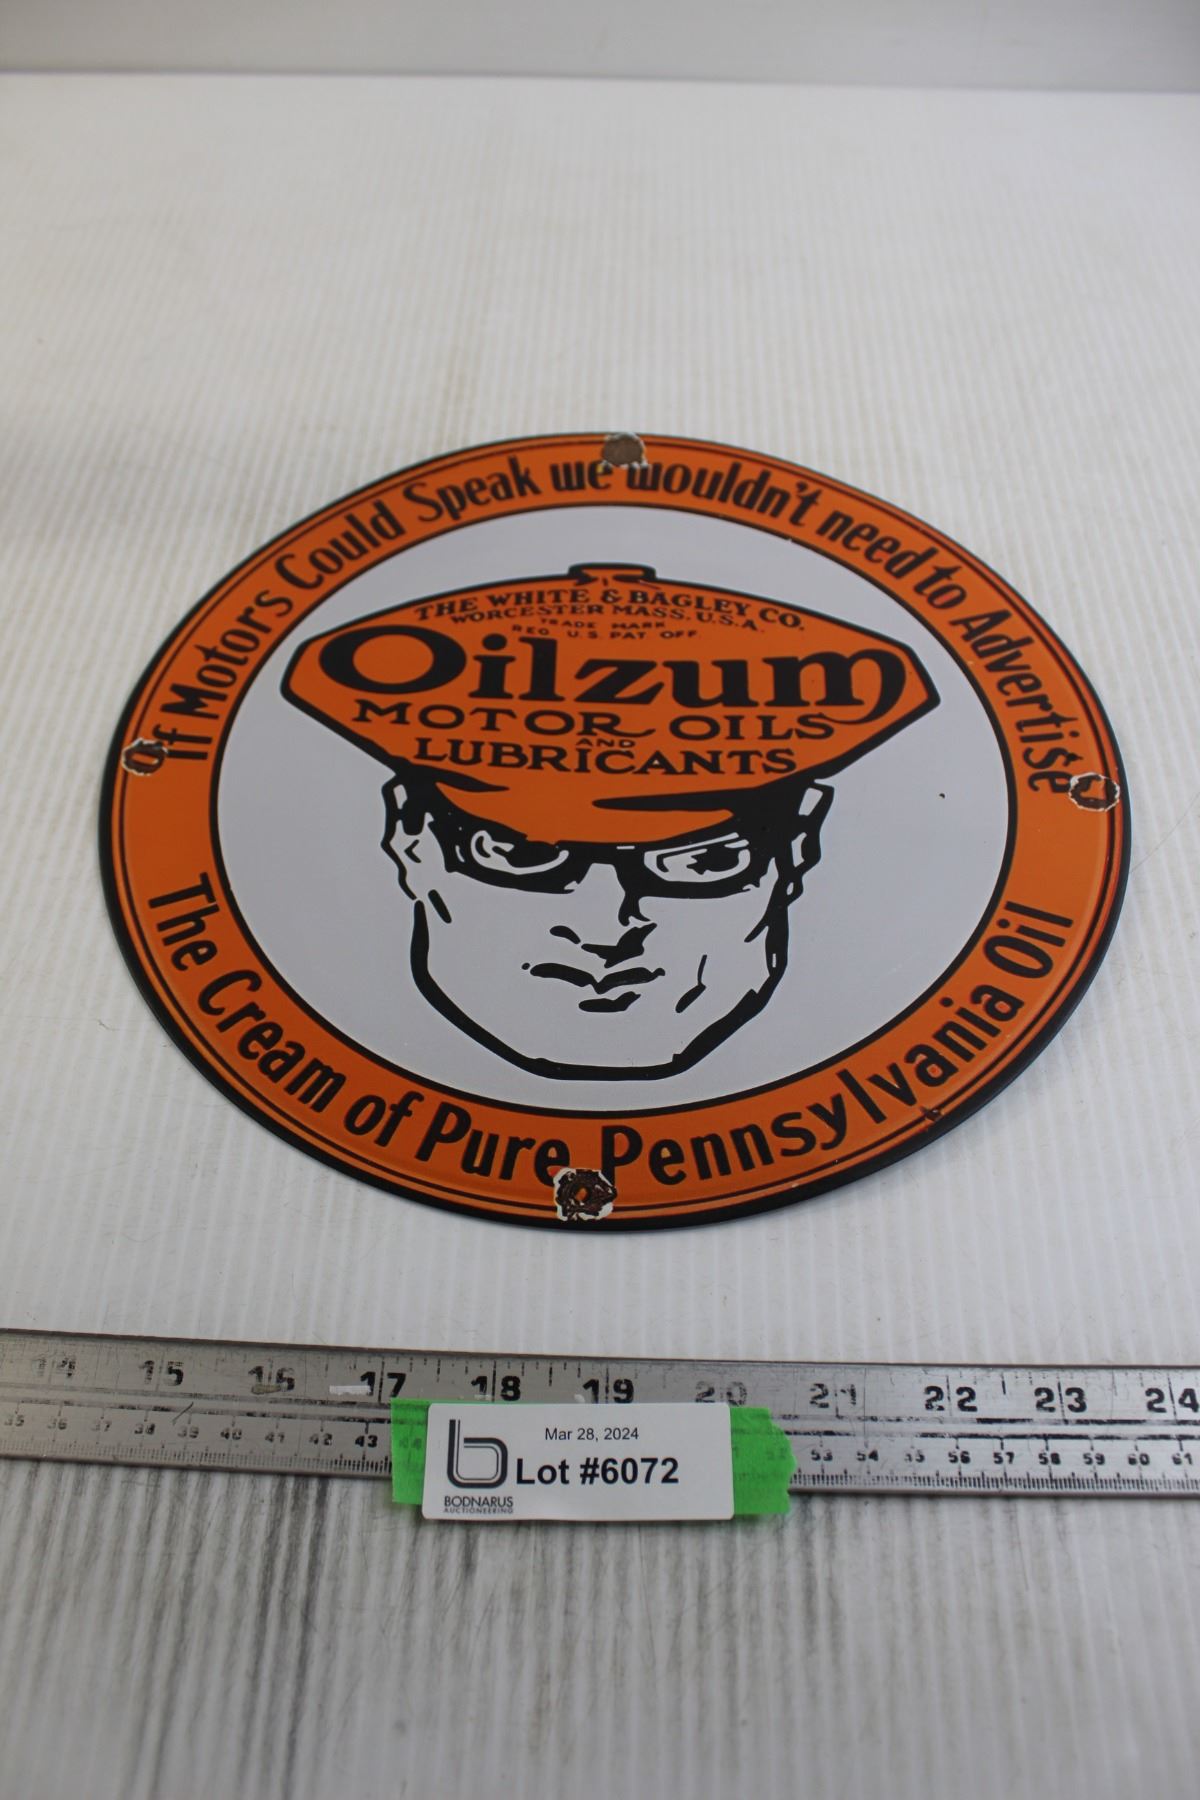 If Motors Could Speak we wouldn't need to Advertise
THE WHITE & BAGLEY CO.
WORCESTER MASS. U.S.A.
TRADE MARK
REG. U.S. PAT. OFF.
Oilzum
MOTOR OILS
AND
LUBRICANTS
The Cream of Pure Pennsylvania Oil
14 15 16 17 18 19 20 21 22 23 24
35 36 37 38 39 40 41 42 43 44 52 53 54 55 56 57 58 59 60 61
Mar 28, 2024
Lot #6072
BODNARUS
AUCTIONEERING